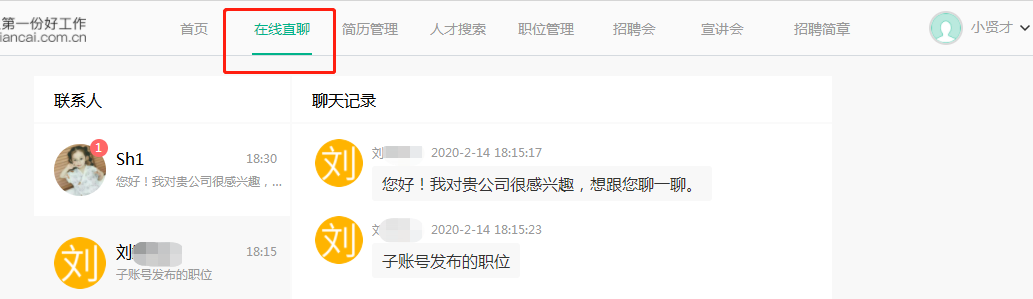 第一份好工作
iancai.com.cn
首页 在线直聊 简历管理 人才搜索 职位管理 招聘会 宣讲会 招聘简章 小贤才
联系人
1
Sh1 18:30
您好！我对贵公司很感兴趣，...
刘 18:15
子账号发布的职位
聊天记录
刘
刘 2020-2-14 18:15:17
您好！我对贵公司很感兴趣，想跟您聊一聊。
刘
刘 2020-2-14 18:15:23
子账号发布的职位
刘